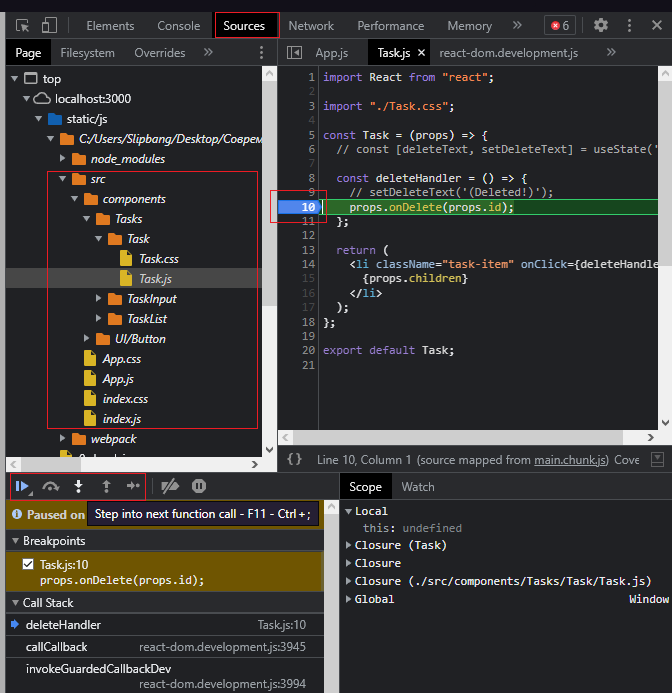 Elements Console Sources Network Performance Memory » 6
Page Filesystem Overrides »
App.js Task.js × react-dom.development.js »
top
localhost:3000
static/js
C:/Users/Slipbang/Desktop/Соврем
node_modules
src
components
Tasks
Task
Task.css
Task.js
TaskInput
TaskList
UI/Button
App.css
App.js
index.css
index.js
webpack
1 import React from "react";
2
3 import "./Task.css";
4
5 const Task = (props) => {
6 // const [deleteText, setDeleteText] = useState('
7
8 const deleteHandler = () => {
9 // setDeleteText('(Deleted!)');
10 props.onDelete(props.id);
11 };
12
13 return (
14 <li className="task-item" onClick={deleteHandle
15 {props.children}
16 </li>
17 );
18 };
19
20 export default Task;
21
{ } Line 10, Column 1 (source mapped from main.chunk.js) Cove
Paused on
Step into next function call - F11 - Ctrl + ;
Breakpoints
Task.js:10
props.onDelete(props.id);
Call Stack
deleteHandler Task.js:10
callCallback react-dom.development.js:3945
invokeGuardedCallbackDev
react-dom.development.js:3994
Scope Watch
Local
this: undefined
Closure (Task)
Closure
Closure (./src/components/Tasks/Task/Task.js)
Global Window